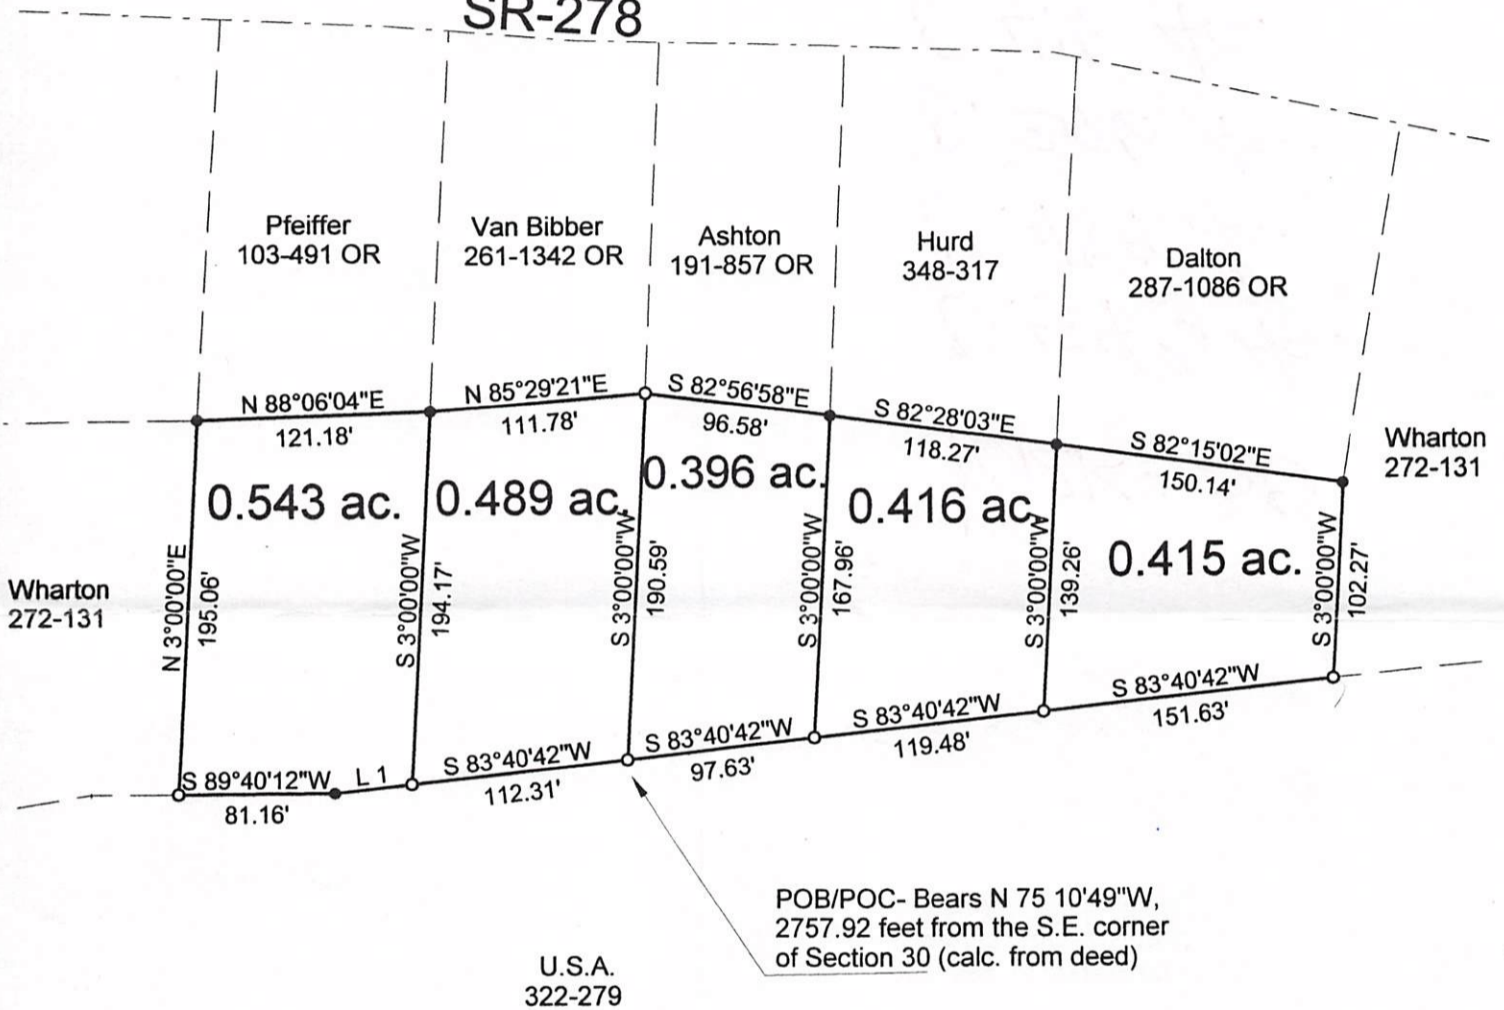 SR-278
Pfeiffer
103-491 OR
Van Bibber
261-1342 OR
Ashton
191-857 OR
Hurd
348-317
Dalton
287-1086 OR
N 88°06'04"E
121.18'
N 85°29'21"E
111.78'
S 82°56'58"E
96.58'
S 82°28'03"E
118.27'
S 82°15'02"E
150.14'
Wharton
272-131
0.543 ac.
0.489 ac.
0.396 ac.
0.416 ac.
0.415 ac.
Wharton
272-131
N 3°00'00"E
195.06'
S 3°00'00"W
194.17'
S 3°00'00"W
190.59'
S 3°00'00"W
167.96'
S 3°00'00"W
139.26'
S 3°00'00"W
102.27'
S 89°40'12"W
81.16'
L 1
S 83°40'42"W
112.31'
S 83°40'42"W
97.63'
S 83°40'42"W
119.48'
S 83°40'42"W
151.63'
POB/POC- Bears N 75 10'49"W,
2757.92 feet from the S.E. corner
of Section 30 (calc. from deed)
U.S.A.
322-279